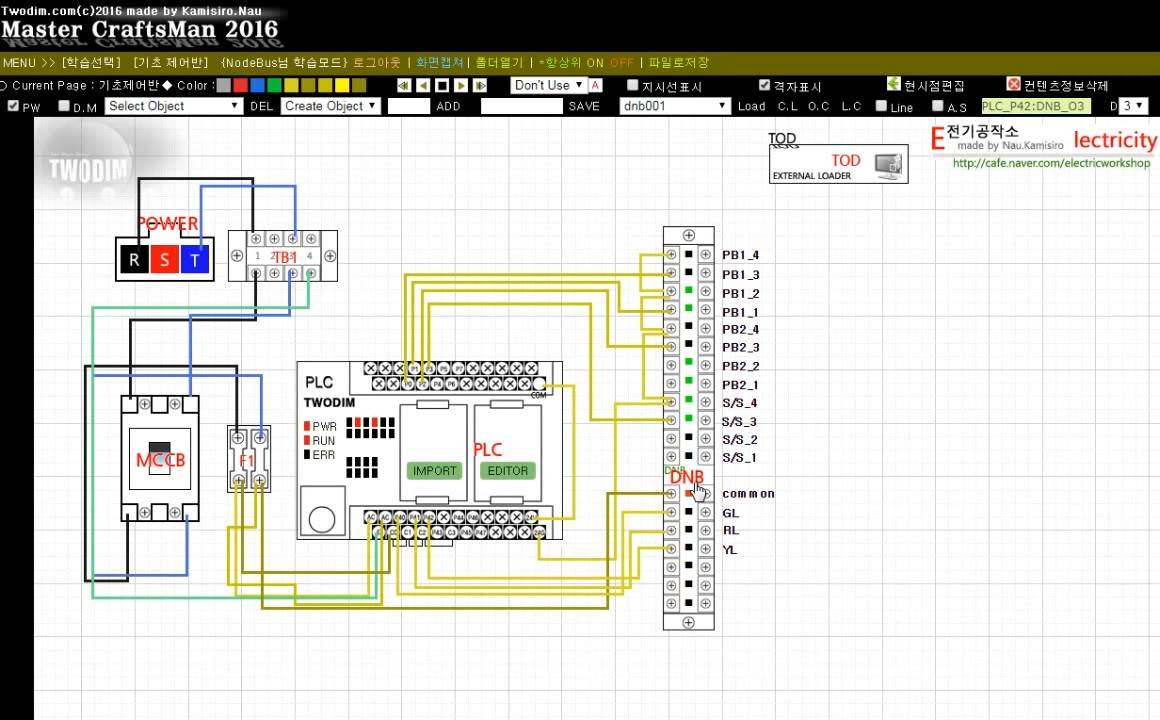 Twodim.com(c)2016 made by Kamisiro.Nau
Master CraftsMan 2016
MENU >> [학습선택] [기초 제어반] {NodeBus님 학습모드} 로그아웃 | 화면캡쳐 | 폴더열기 | *항상위 ON OFF | 파일로저장
Current Page : 기초제어반◆ Color : Don't Use A 지시선표시 격자표시 현시점편집 컨텐츠정보삭제
PW D.M Select Object DEL Create Object ADD SAVE dnb001 Load C.L O.C L.C Line A.S PLC_P42:DNB_O3 D 3
TWODIM
TOD
TOD
EXTERNAL LOADER
E 전기공작소 lectricity
made by Nau.Kamisiro
http://cafe.naver.com/electricworkshop
POWER
R S T
1 TB1 4
PB1_4
PB1_3
PB1_2
PB1_1
PB2_4
PB2_3
PB2_2
PB2_1
S/S_4
S/S_3
S/S_2
S/S_1
DNB
DNB
common
GL
RL
YL
MCCB
F1
PLC
TWODIM
PWR
RUN
ERR
COM
PLC
IMPORT
EDITOR